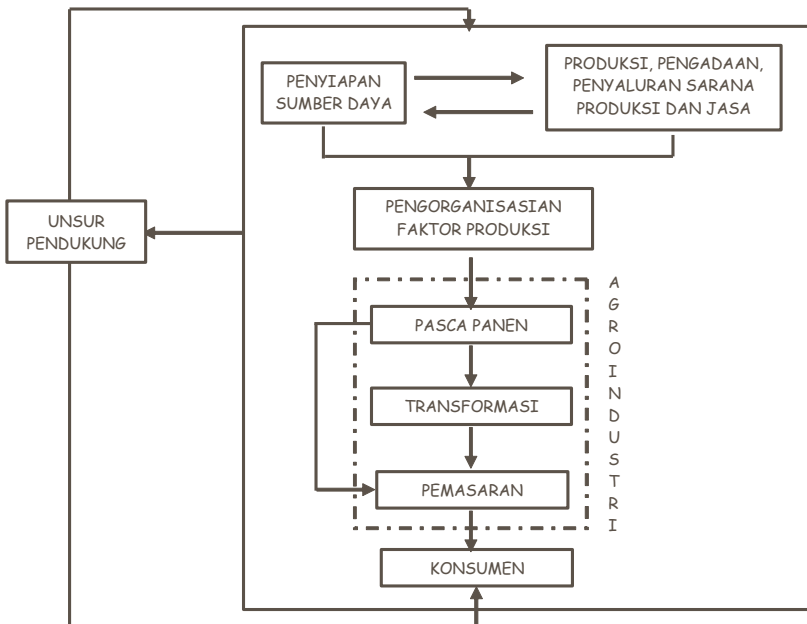 PENYIAPAN
SUMBER DAYA
PRODUKSI, PENGADAAN,
PENYALURAN SARANA
PRODUKSI DAN JASA
UNSUR
PENDUKUNG
PENGORGANISASIAN
FAKTOR PRODUKSI
PASCA PANEN
TRANSFORMASI
PEMASARAN
KONSUMEN
AGROINDUSTRI